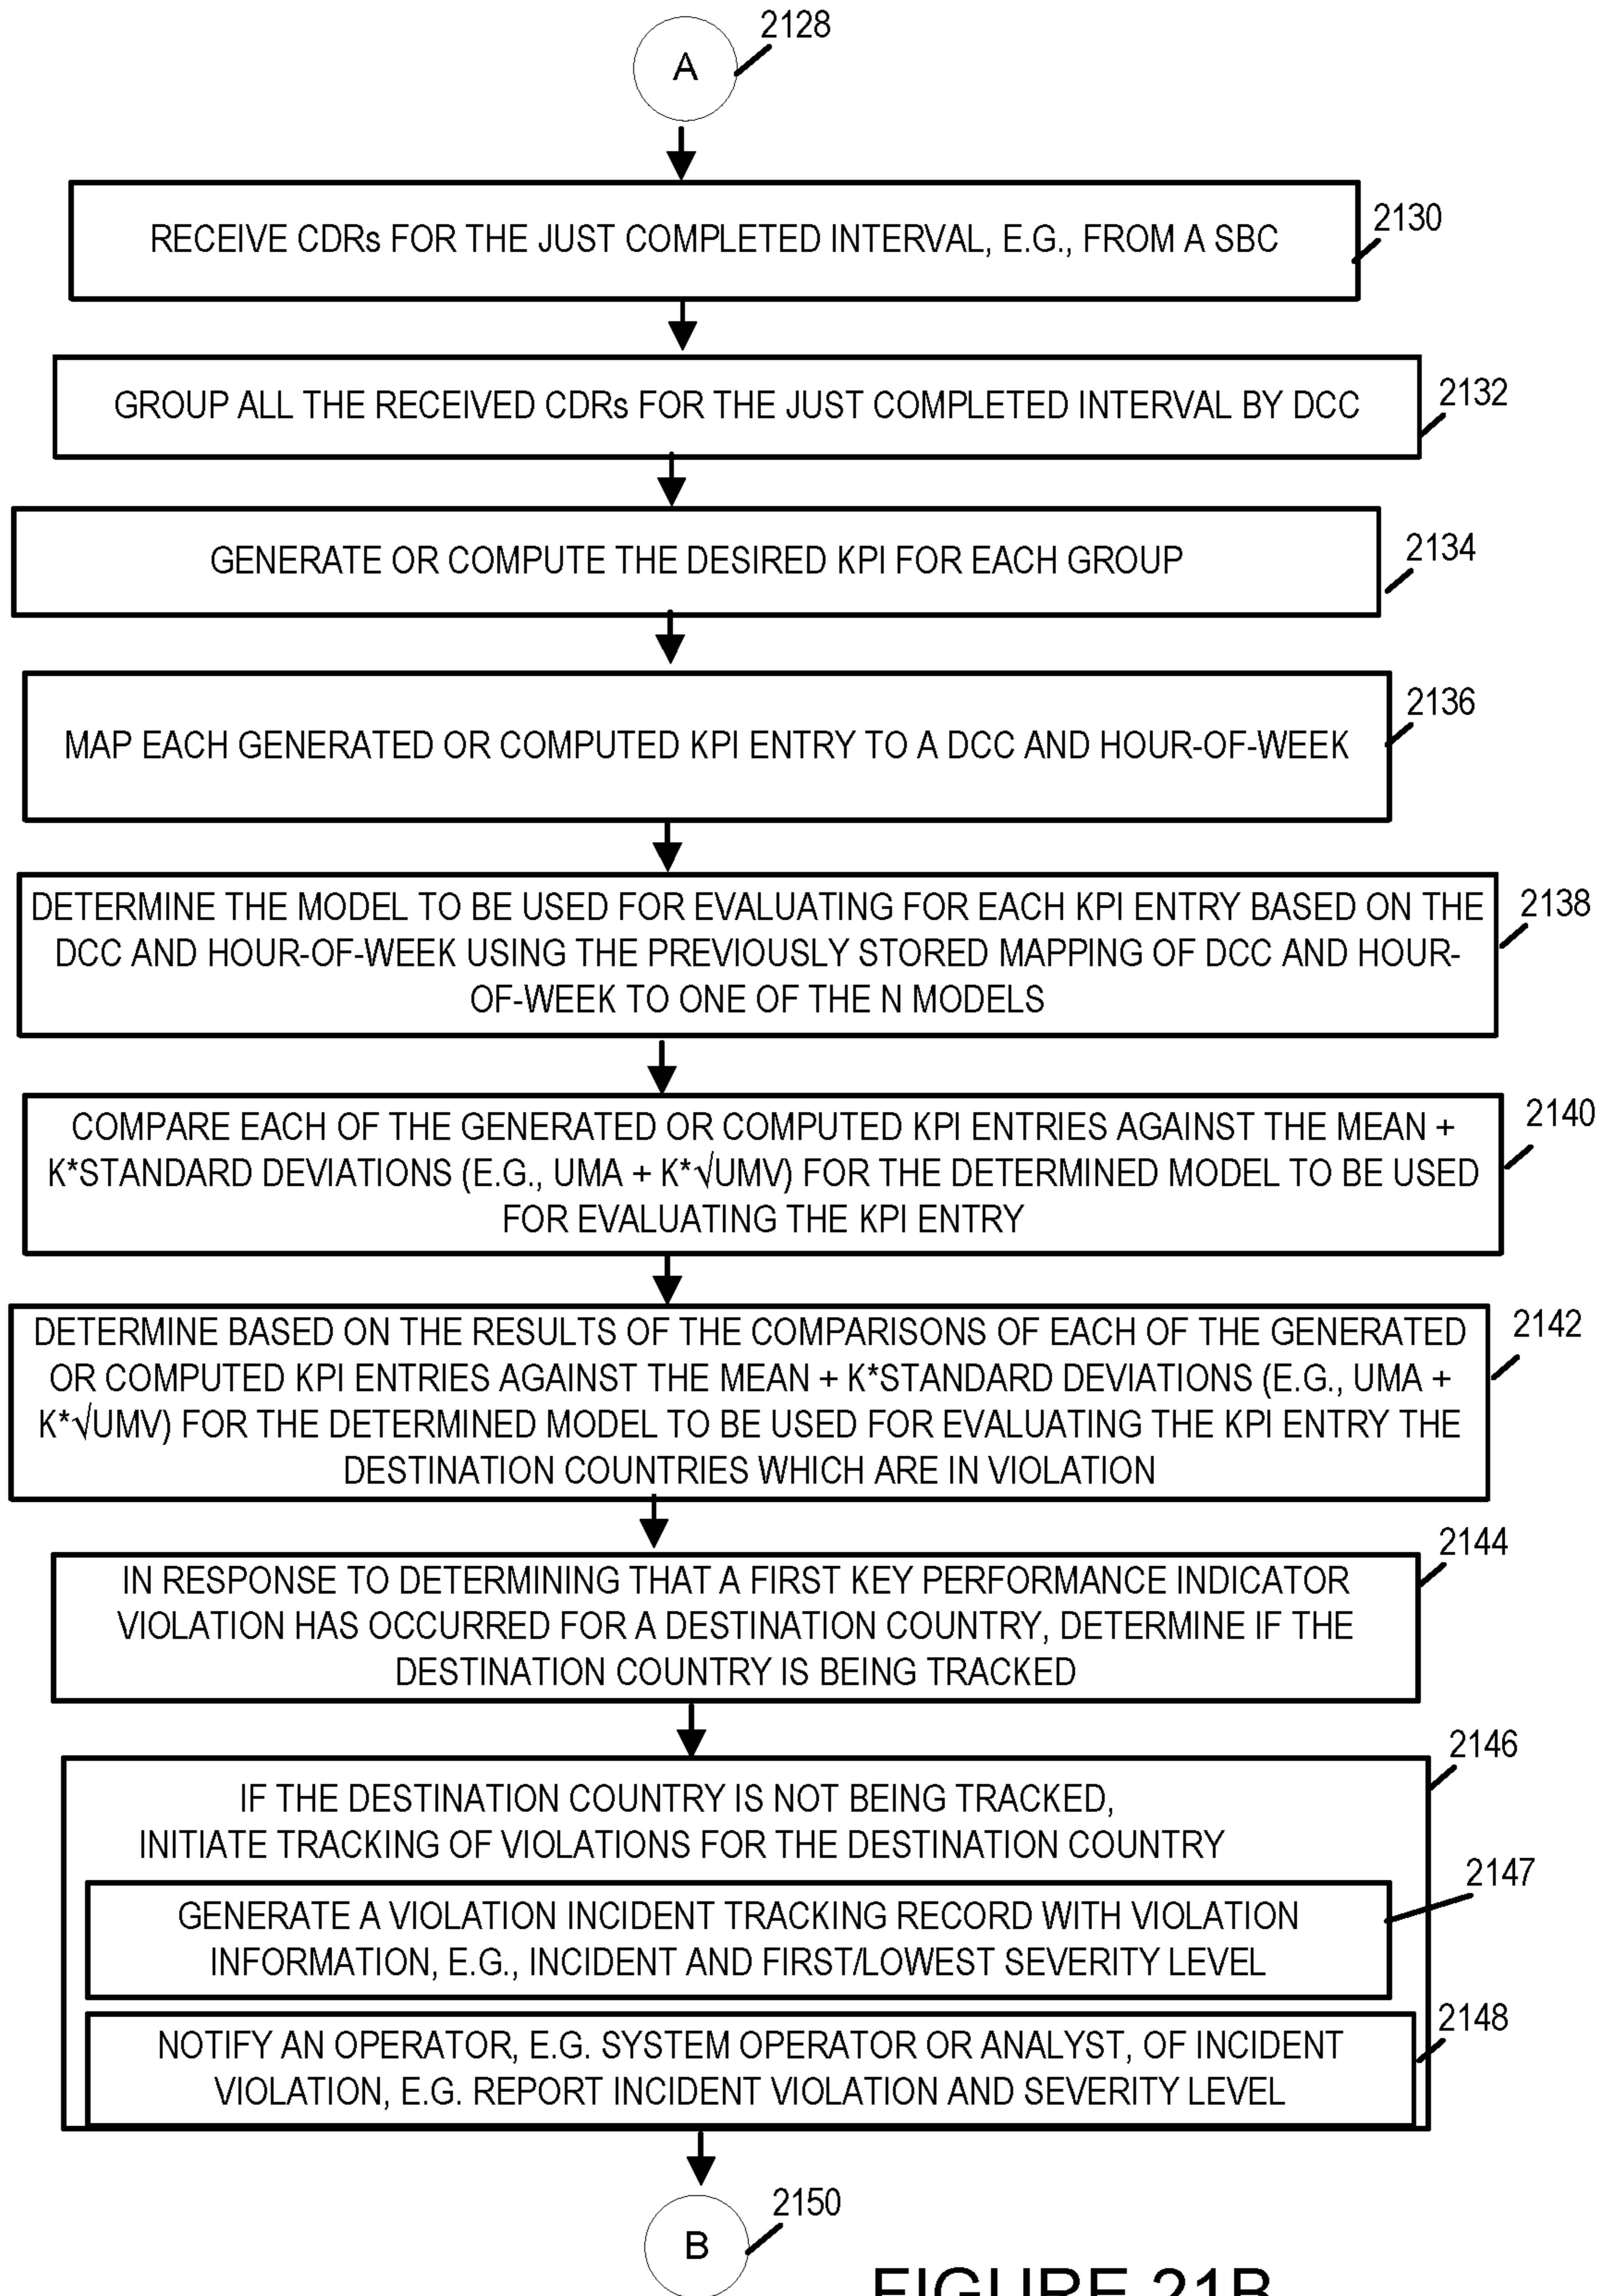 2128
A
RECEIVE CDRs FOR THE JUST COMPLETED INTERVAL, E.G., FROM A SBC
2130
GROUP ALL THE RECEIVED CDRs FOR THE JUST COMPLETED INTERVAL BY DCC
2132
GENERATE OR COMPUTE THE DESIRED KPI FOR EACH GROUP
2134
MAP EACH GENERATED OR COMPUTED KPI ENTRY TO A DCC AND HOUR-OF-WEEK
2136
DETERMINE THE MODEL TO BE USED FOR EVALUATING FOR EACH KPI ENTRY BASED ON THE
DCC AND HOUR-OF-WEEK USING THE PREVIOUSLY STORED MAPPING OF DCC AND HOUR-
OF-WEEK TO ONE OF THE N MODELS
2138
COMPARE EACH OF THE GENERATED OR COMPUTED KPI ENTRIES AGAINST THE MEAN +
K*STANDARD DEVIATIONS (E.G., UMA + K*√UMV) FOR THE DETERMINED MODEL TO BE USED
FOR EVALUATING THE KPI ENTRY
2140
DETERMINE BASED ON THE RESULTS OF THE COMPARISONS OF EACH OF THE GENERATED
OR COMPUTED KPI ENTRIES AGAINST THE MEAN + K*STANDARD DEVIATIONS (E.G., UMA +
K*√UMV) FOR THE DETERMINED MODEL TO BE USED FOR EVALUATING THE KPI ENTRY THE
DESTINATION COUNTRIES WHICH ARE IN VIOLATION
2142
IN RESPONSE TO DETERMINING THAT A FIRST KEY PERFORMANCE INDICATOR
VIOLATION HAS OCCURRED FOR A DESTINATION COUNTRY, DETERMINE IF THE
DESTINATION COUNTRY IS BEING TRACKED
2144
IF THE DESTINATION COUNTRY IS NOT BEING TRACKED,
INITIATE TRACKING OF VIOLATIONS FOR THE DESTINATION COUNTRY
2146
GENERATE A VIOLATION INCIDENT TRACKING RECORD WITH VIOLATION
INFORMATION, E.G., INCIDENT AND FIRST/LOWEST SEVERITY LEVEL
2147
NOTIFY AN OPERATOR, E.G. SYSTEM OPERATOR OR ANALYST, OF INCIDENT
VIOLATION, E.G. REPORT INCIDENT VIOLATION AND SEVERITY LEVEL
2148
2150
B
FIGURE 21B